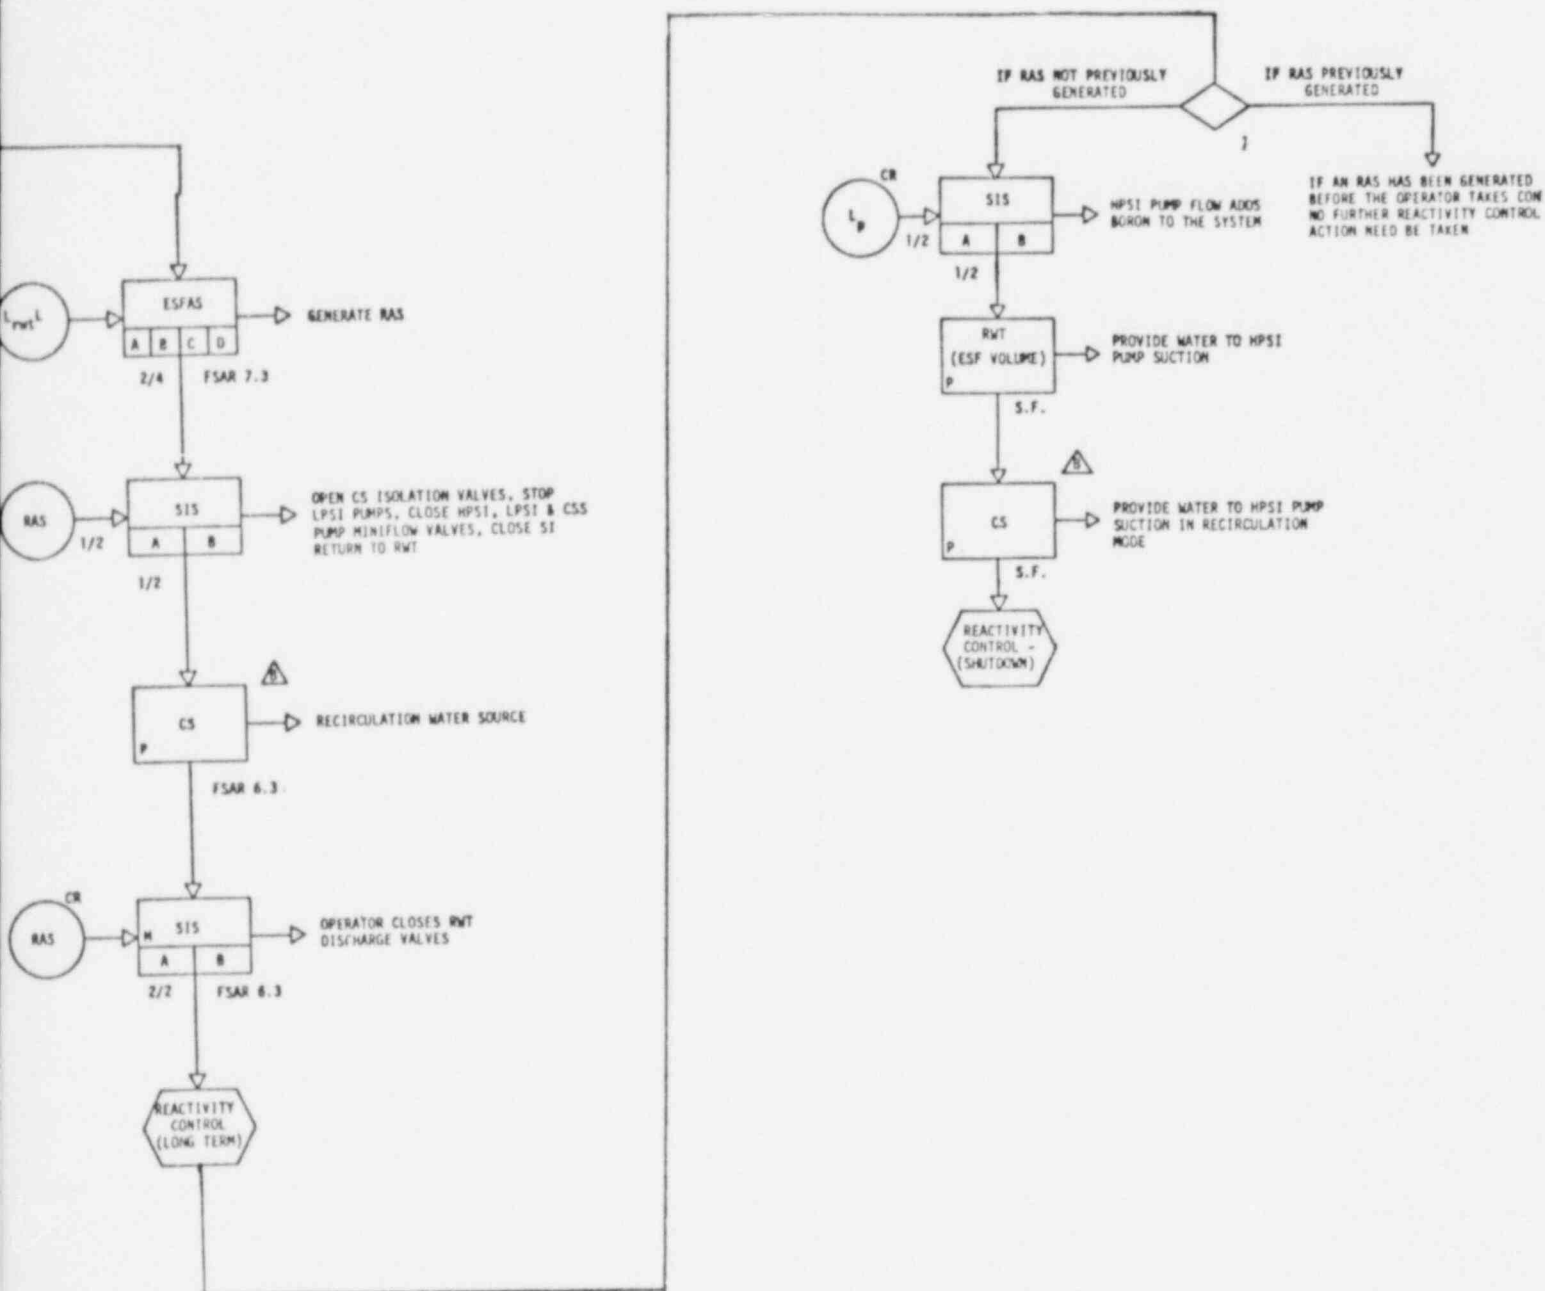 L rwt L
ESFAS
A B C D
GENERATE RAS
2/4 FSAR 7.3
RAS
1/2
SIS
A B
OPEN CS ISOLATION VALVES, STOP
LPSI PUMPS, CLOSE HPSI, LPSI & CSS
PUMP MINIFLOW VALVES, CLOSE SI
RETURN TO RWT
1/2
CS
P
RECIRCULATION WATER SOURCE
FSAR 6.3
CR
RAS
M SIS
A B
OPERATOR CLOSES RWT
DISCHARGE VALVES
2/2 FSAR 6.3
REACTIVITY
CONTROL
(LONG TERM)
IF RAS NOT PREVIOUSLY
GENERATED
IF RAS PREVIOUSLY
GENERATED
IF AN RAS HAS BEEN GENERATED
BEFORE THE OPERATOR TAKES CON
NO FURTHER REACTIVITY CONTROL
ACTION NEED BE TAKEN
CR
Lp
1/2
SIS
A B
HPSI PUMP FLOW ADDS
BORON TO THE SYSTEM
1/2
RWT
(ESF VOLUME)
P
PROVIDE WATER TO HPSI
PUMP SUCTION
S.F.
CS
P
PROVIDE WATER TO HPSI PUMP
SUCTION IN RECIRCULATION
MODE
S.F.
REACTIVITY
CONTROL -
(SHUTDOWN)